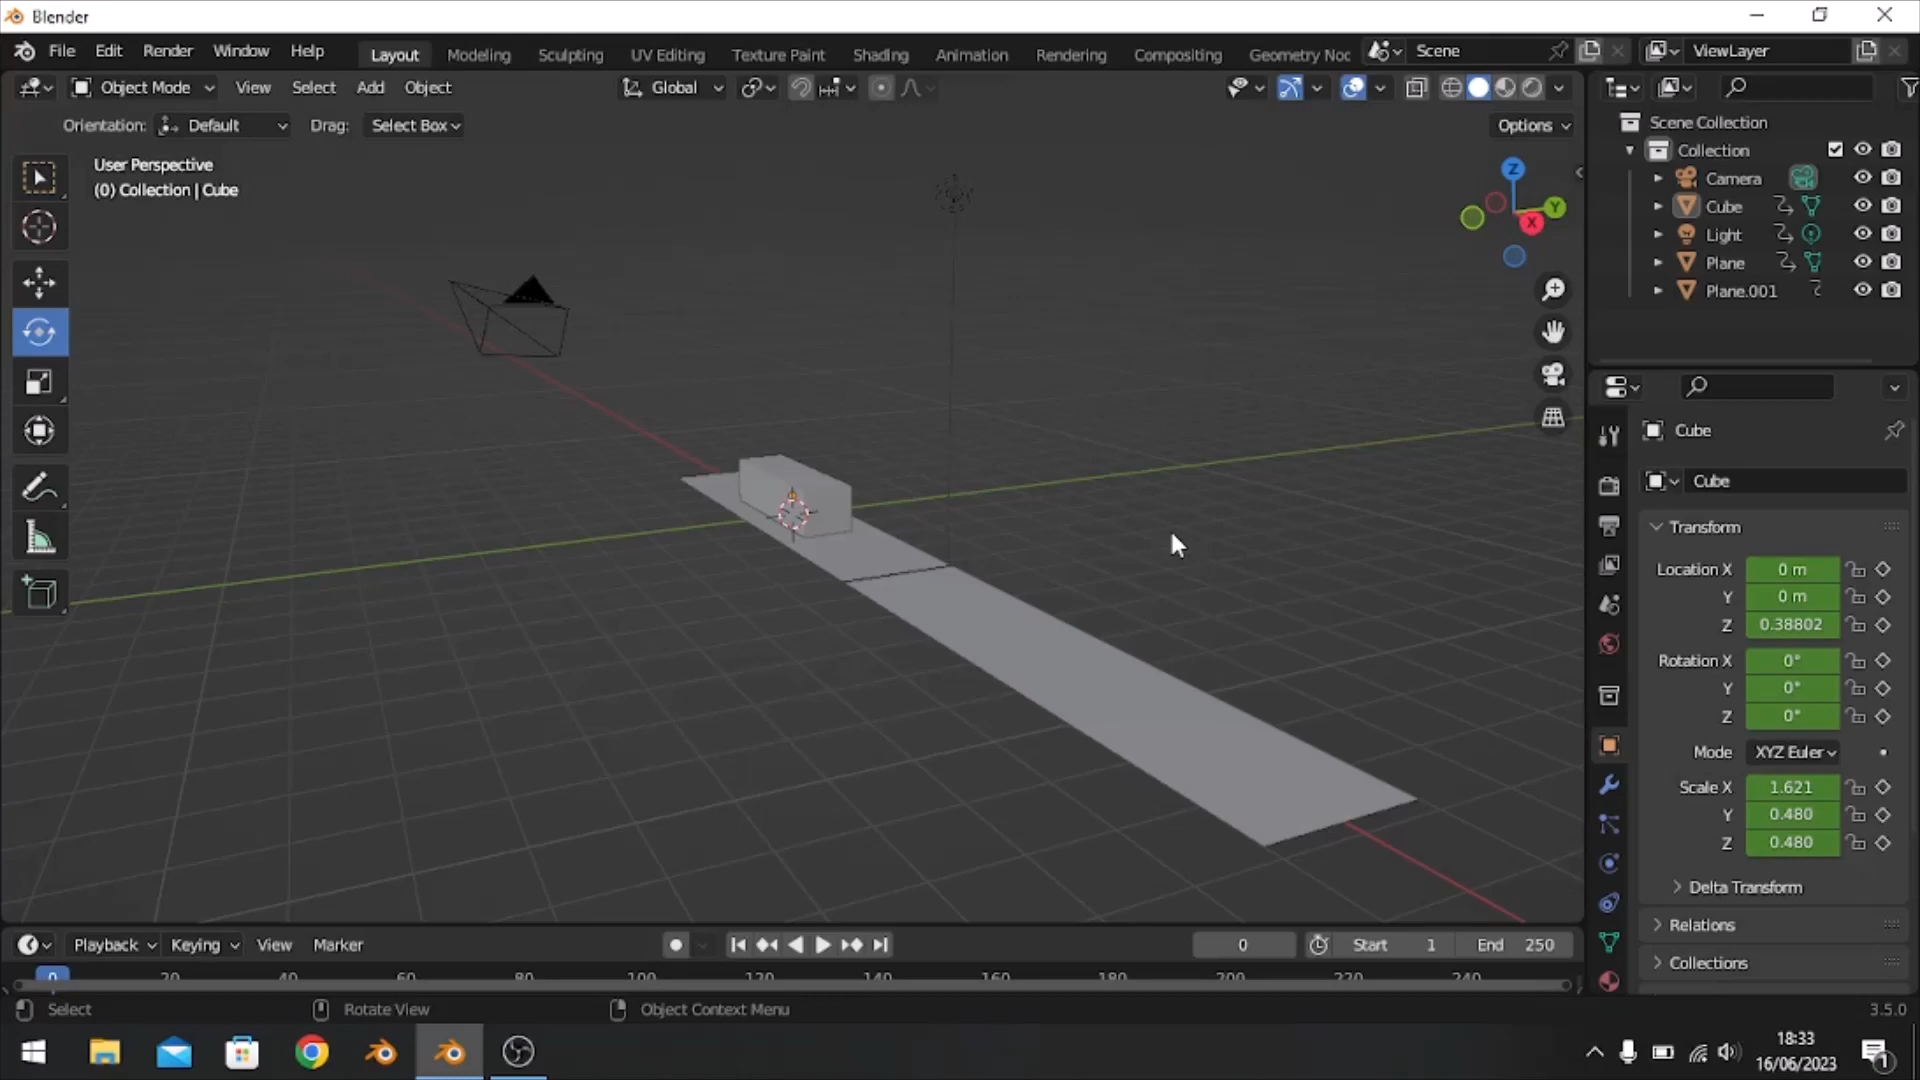 Blender
File Edit Render Window Help
Layout Modeling Sculpting UV Editing Texture Paint Shading Animation Rendering Compositing Geometry Noc
Scene
ViewLayer
Object Mode View Select Add Object
Global
Orientation: Default Drag: Select Box
Options
User Perspective
(0) Collection | Cube
Z
Y
X
Scene Collection
Collection
Camera
Cube
Light
Plane
Plane.001
Cube
Cube
Transform
Location X 0 m
Y 0 m
Z 0.38802
Rotation X 0°
Y 0°
Z 0°
Mode XYZ Euler
Scale X 1.621
Y 0.480
Z 0.480
Delta Transform
Relations
Collections
Playback Keying View Marker
0
Start 1 End 250
0 20 40 60 80 100 120 140 160 180 200 220 240
Select Rotate View Object Context Menu
3.5.0
18:33
16/06/2023
1